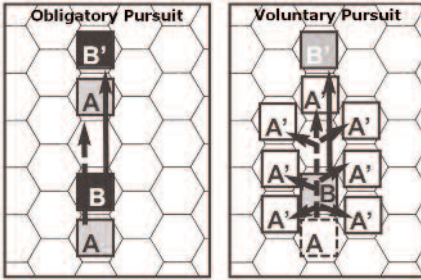 Obligatory Pursuit
B'
A
B
A
Voluntary Pursuit
B'
A'
A' A'
A' A'
B
A' A'
A